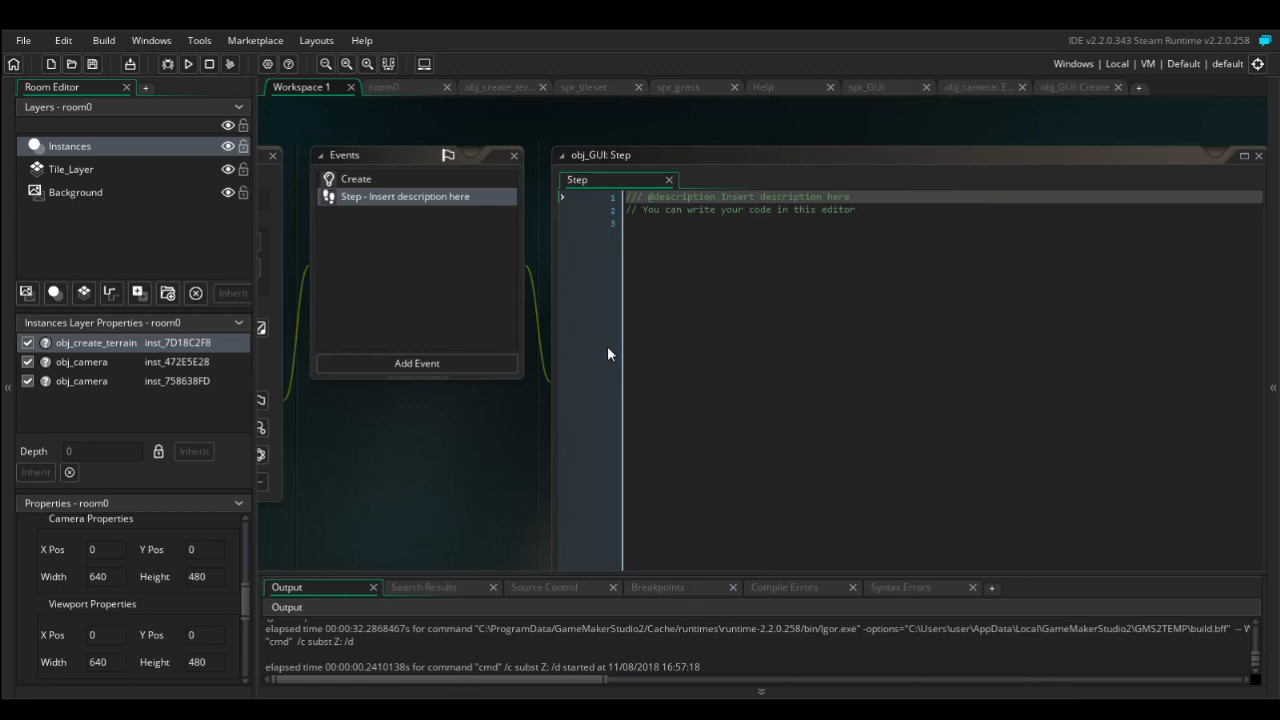 File Edit Build Windows Tools Marketplace Layouts Help IDE v2.2.0.343 Steam Runtime v2.2.0.258
Windows | Local | VM | Default | default
Room Editor
Workspace 1 room0 obj_create_ter... spr_tileset spr_grass Help spr_GUI obj_camera: E... obj_GUI: Create
Layers - room0
Instances
Tile_Layer
Background
Inherit
Instances Layer Properties - room0
obj_create_terrain inst_7D18C2F8
obj_camera inst_472E5E28
obj_camera inst_758638FD
Depth 0 Inherit
Inherit
Properties - room0
Camera Properties
X Pos 0 Y Pos 0
Width 640 Height 480
Viewport Properties
X Pos 0 Y Pos 0
Width 640 Height 480
Events
Create
Step - Insert description here
Add Event
obj_GUI: Step
Step
1 /// @description Insert description here
2 // You can write your code in this editor
3
Output Search Results Source Control Breakpoints Compile Errors Syntax Errors
Output
elapsed time 00:00:32.2868467s for command "C:\ProgramData/GameMakerStudio2/Cache/runtimes\runtime-2.2.0.258/bin/Igor.exe" -options="C:\Users\user\AppData\Local\GameMakerStudio2\GMS2TEMP\build.bff" --
"cmd" /c subst Z: /d
elapsed time 00:00:00.2410138s for command "cmd" /c subst Z: /d started at 11/08/2018 16:57:18